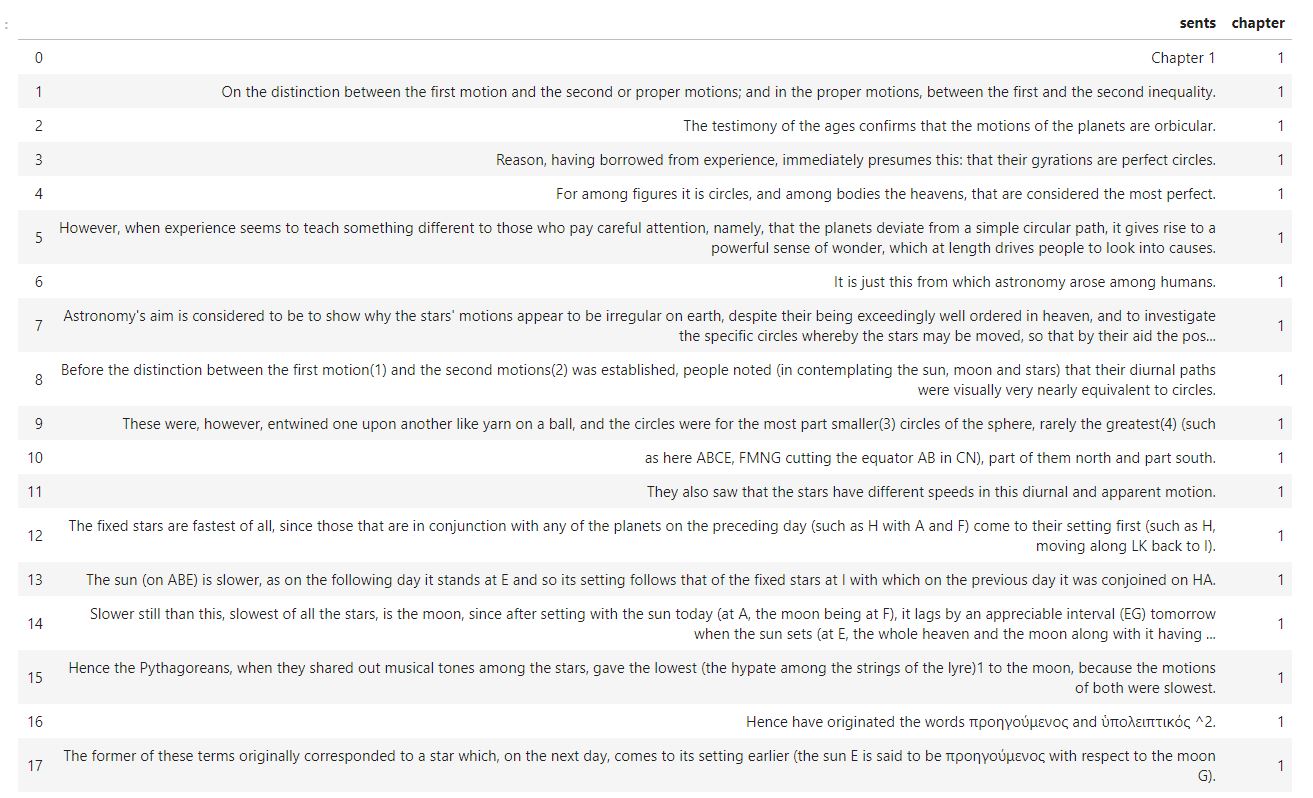 :
sents chapter
0 Chapter 1 1
1 On the distinction between the first motion and the second or proper motions; and in the proper motions, between the first and the second inequality. 1
2 The testimony of the ages confirms that the motions of the planets are orbicular. 1
3 Reason, having borrowed from experience, immediately presumes this: that their gyrations are perfect circles. 1
4 For among figures it is circles, and among bodies the heavens, that are considered the most perfect. 1
However, when experience seems to teach something different to those who pay careful attention, namely, that the planets deviate from a simple circular path, it gives rise to a
5 powerful sense of wonder, which at length drives people to look into causes. 1
6 It is just this from which astronomy arose among humans. 1
Astronomy's aim is considered to be to show why the stars' motions appear to be irregular on earth, despite their being exceedingly well ordered in heaven, and to investigate
7 the specific circles whereby the stars may be moved, so that by their aid the pos... 1
Before the distinction between the first motion(1) and the second motions(2) was established, people noted (in contemplating the sun, moon and stars) that their diurnal paths
8 were visually very nearly equivalent to circles. 1
9 These were, however, entwined one upon another like yarn on a ball, and the circles were for the most part smaller(3) circles of the sphere, rarely the greatest(4) (such 1
10 as here ABCE, FMNG cutting the equator AB in CN), part of them north and part south. 1
11 They also saw that the stars have different speeds in this diurnal and apparent motion. 1
The fixed stars are fastest of all, since those that are in conjunction with any of the planets on the preceding day (such as H with A and F) come to their setting first (such as H,
12 moving along LK back to I). 1
13 The sun (on ABE) is slower, as on the following day it stands at E and so its setting follows that of the fixed stars at I with which on the previous day it was conjoined on HA. 1
Slower still than this, slowest of all the stars, is the moon, since after setting with the sun today (at A, the moon being at F), it lags by an appreciable interval (EG) tomorrow
14 when the sun sets (at E, the whole heaven and the moon along with it having ... 1
Hence the Pythagoreans, when they shared out musical tones among the stars, gave the lowest (the hypate among the strings of the lyre)1 to the moon, because the motions
15 of both were slowest. 1
16 Hence have originated the words προηγούμενος and ὑπολειπτικός ^2. 1
The former of these terms originally corresponded to a star which, on the next day, comes to its setting earlier (the sun E is said to be προηγούμενος with respect to the moon
17 G). 1